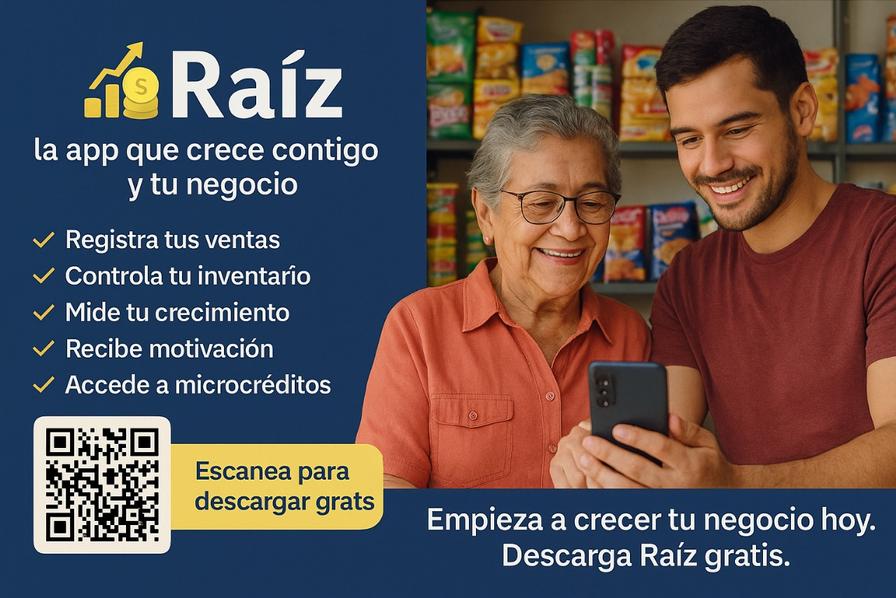 Raíz
la app que crece contigo
y tu negocio
Registra tus ventas
Controla tu inventario
Mide tu crecimiento
Recibe motivación
Accede a microcréditos
Escanea para
descargar grats
Empieza a crecer tu negocio hoy.
Descarga Raíz gratis.